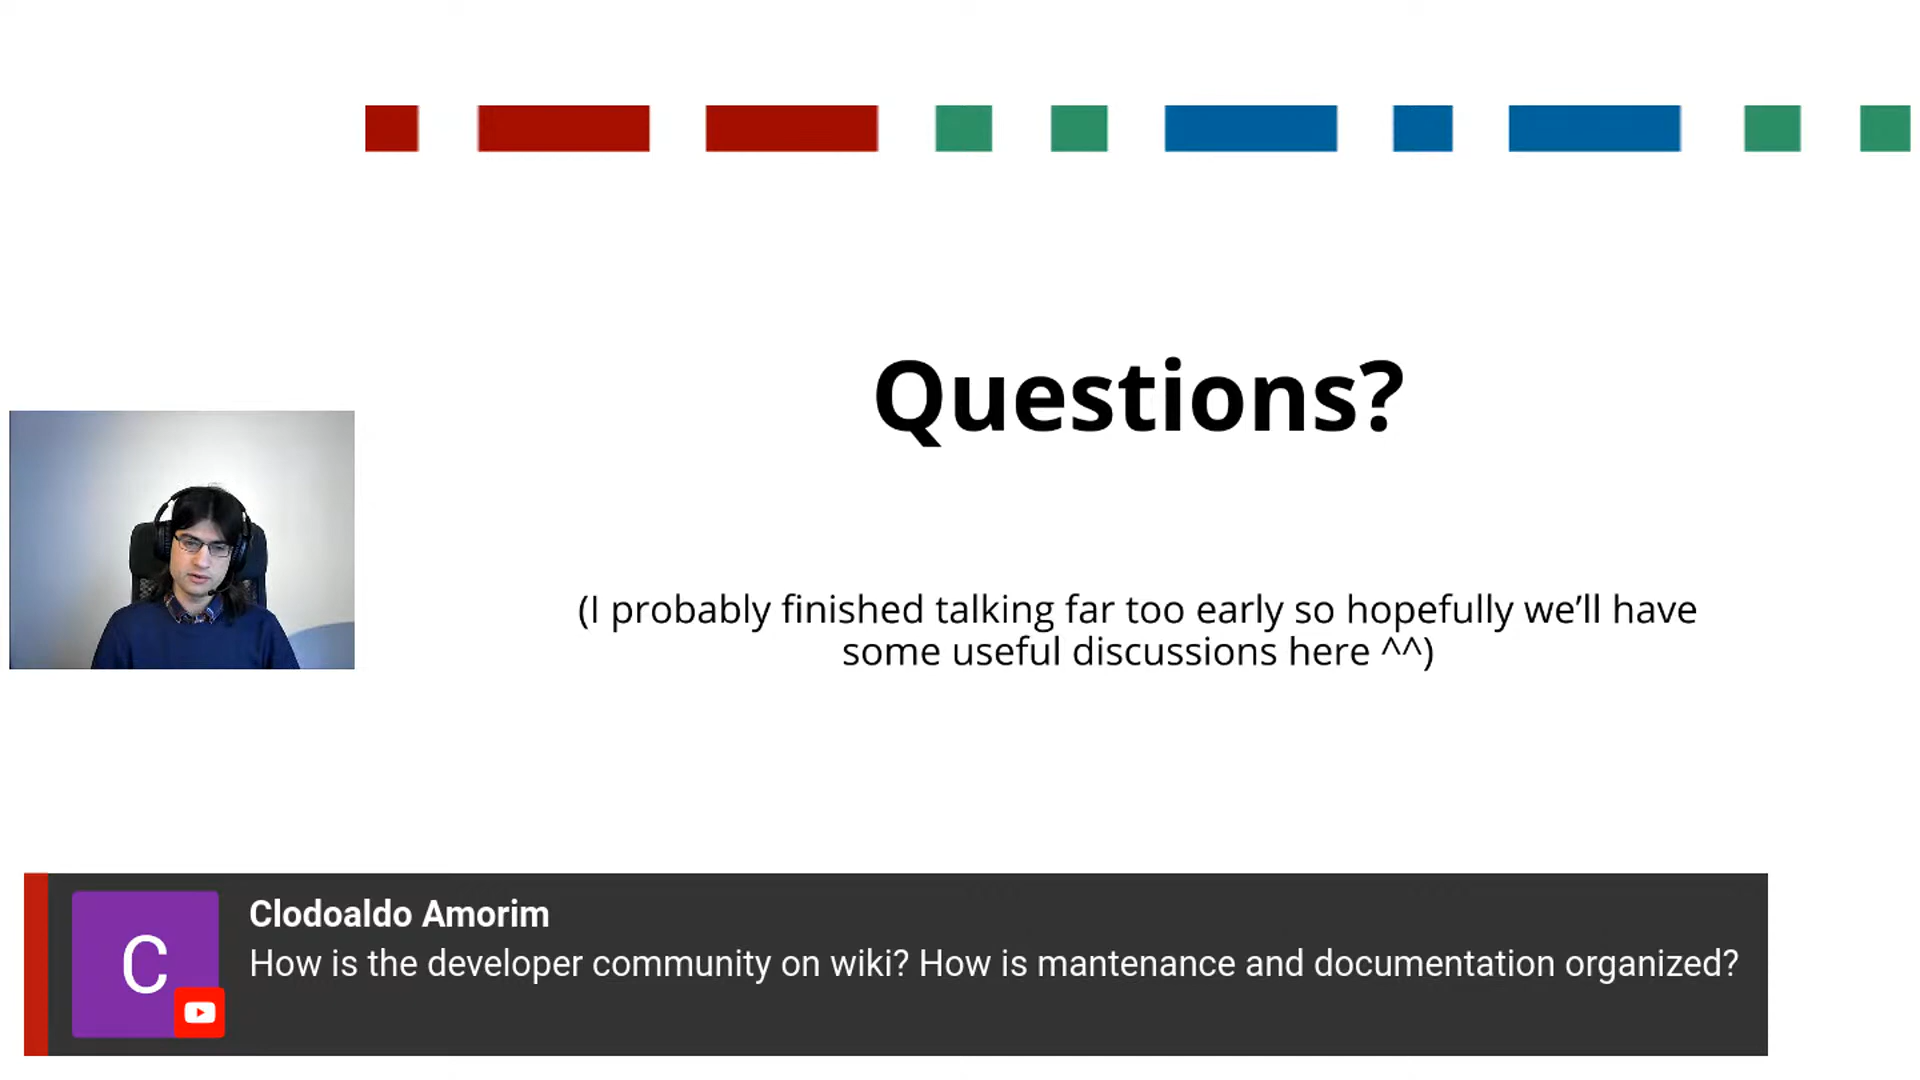 Questions?
(I probably finished talking far too early so hopefully we’ll have
some useful discussions here ^^)
C
Clodoaldo Amorim
How is the developer community on wiki? How is mantenance and documentation organized?